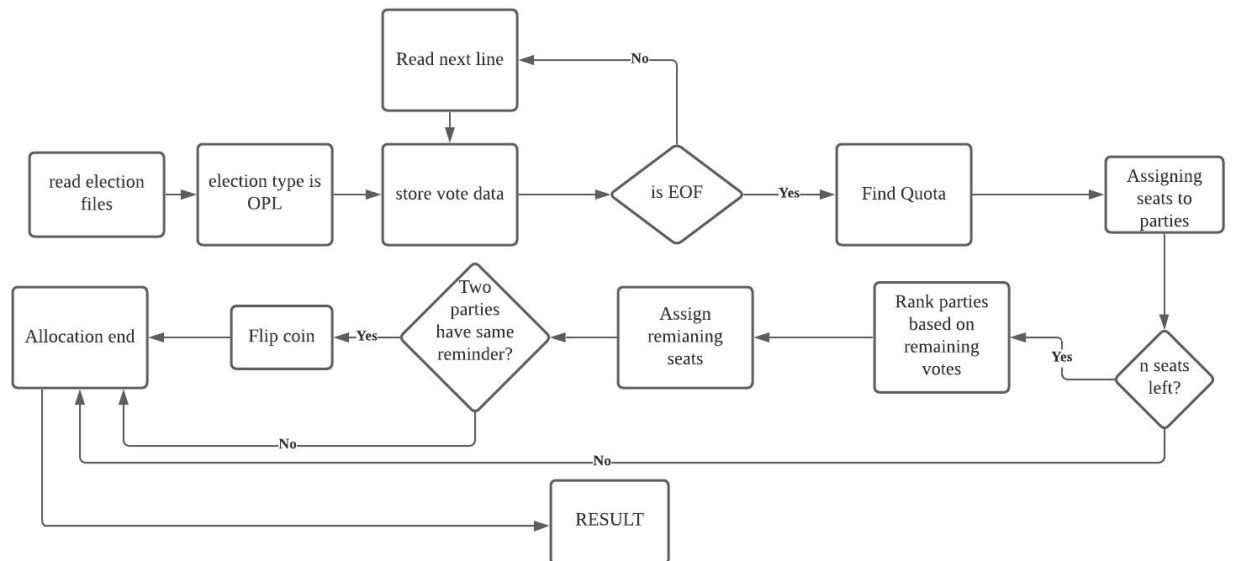 Read next line
No
read election
files
election type is
OPL
store vote data
is EOF
Yes
Find Quota
Assigning
seats to
parties
n seats
left?
Yes
Rank parties
based on
remaining
votes
Assign
remianing
seats
Two
parties
have same
reminder?
Yes
Flip coin
Allocation end
No
No
RESULT